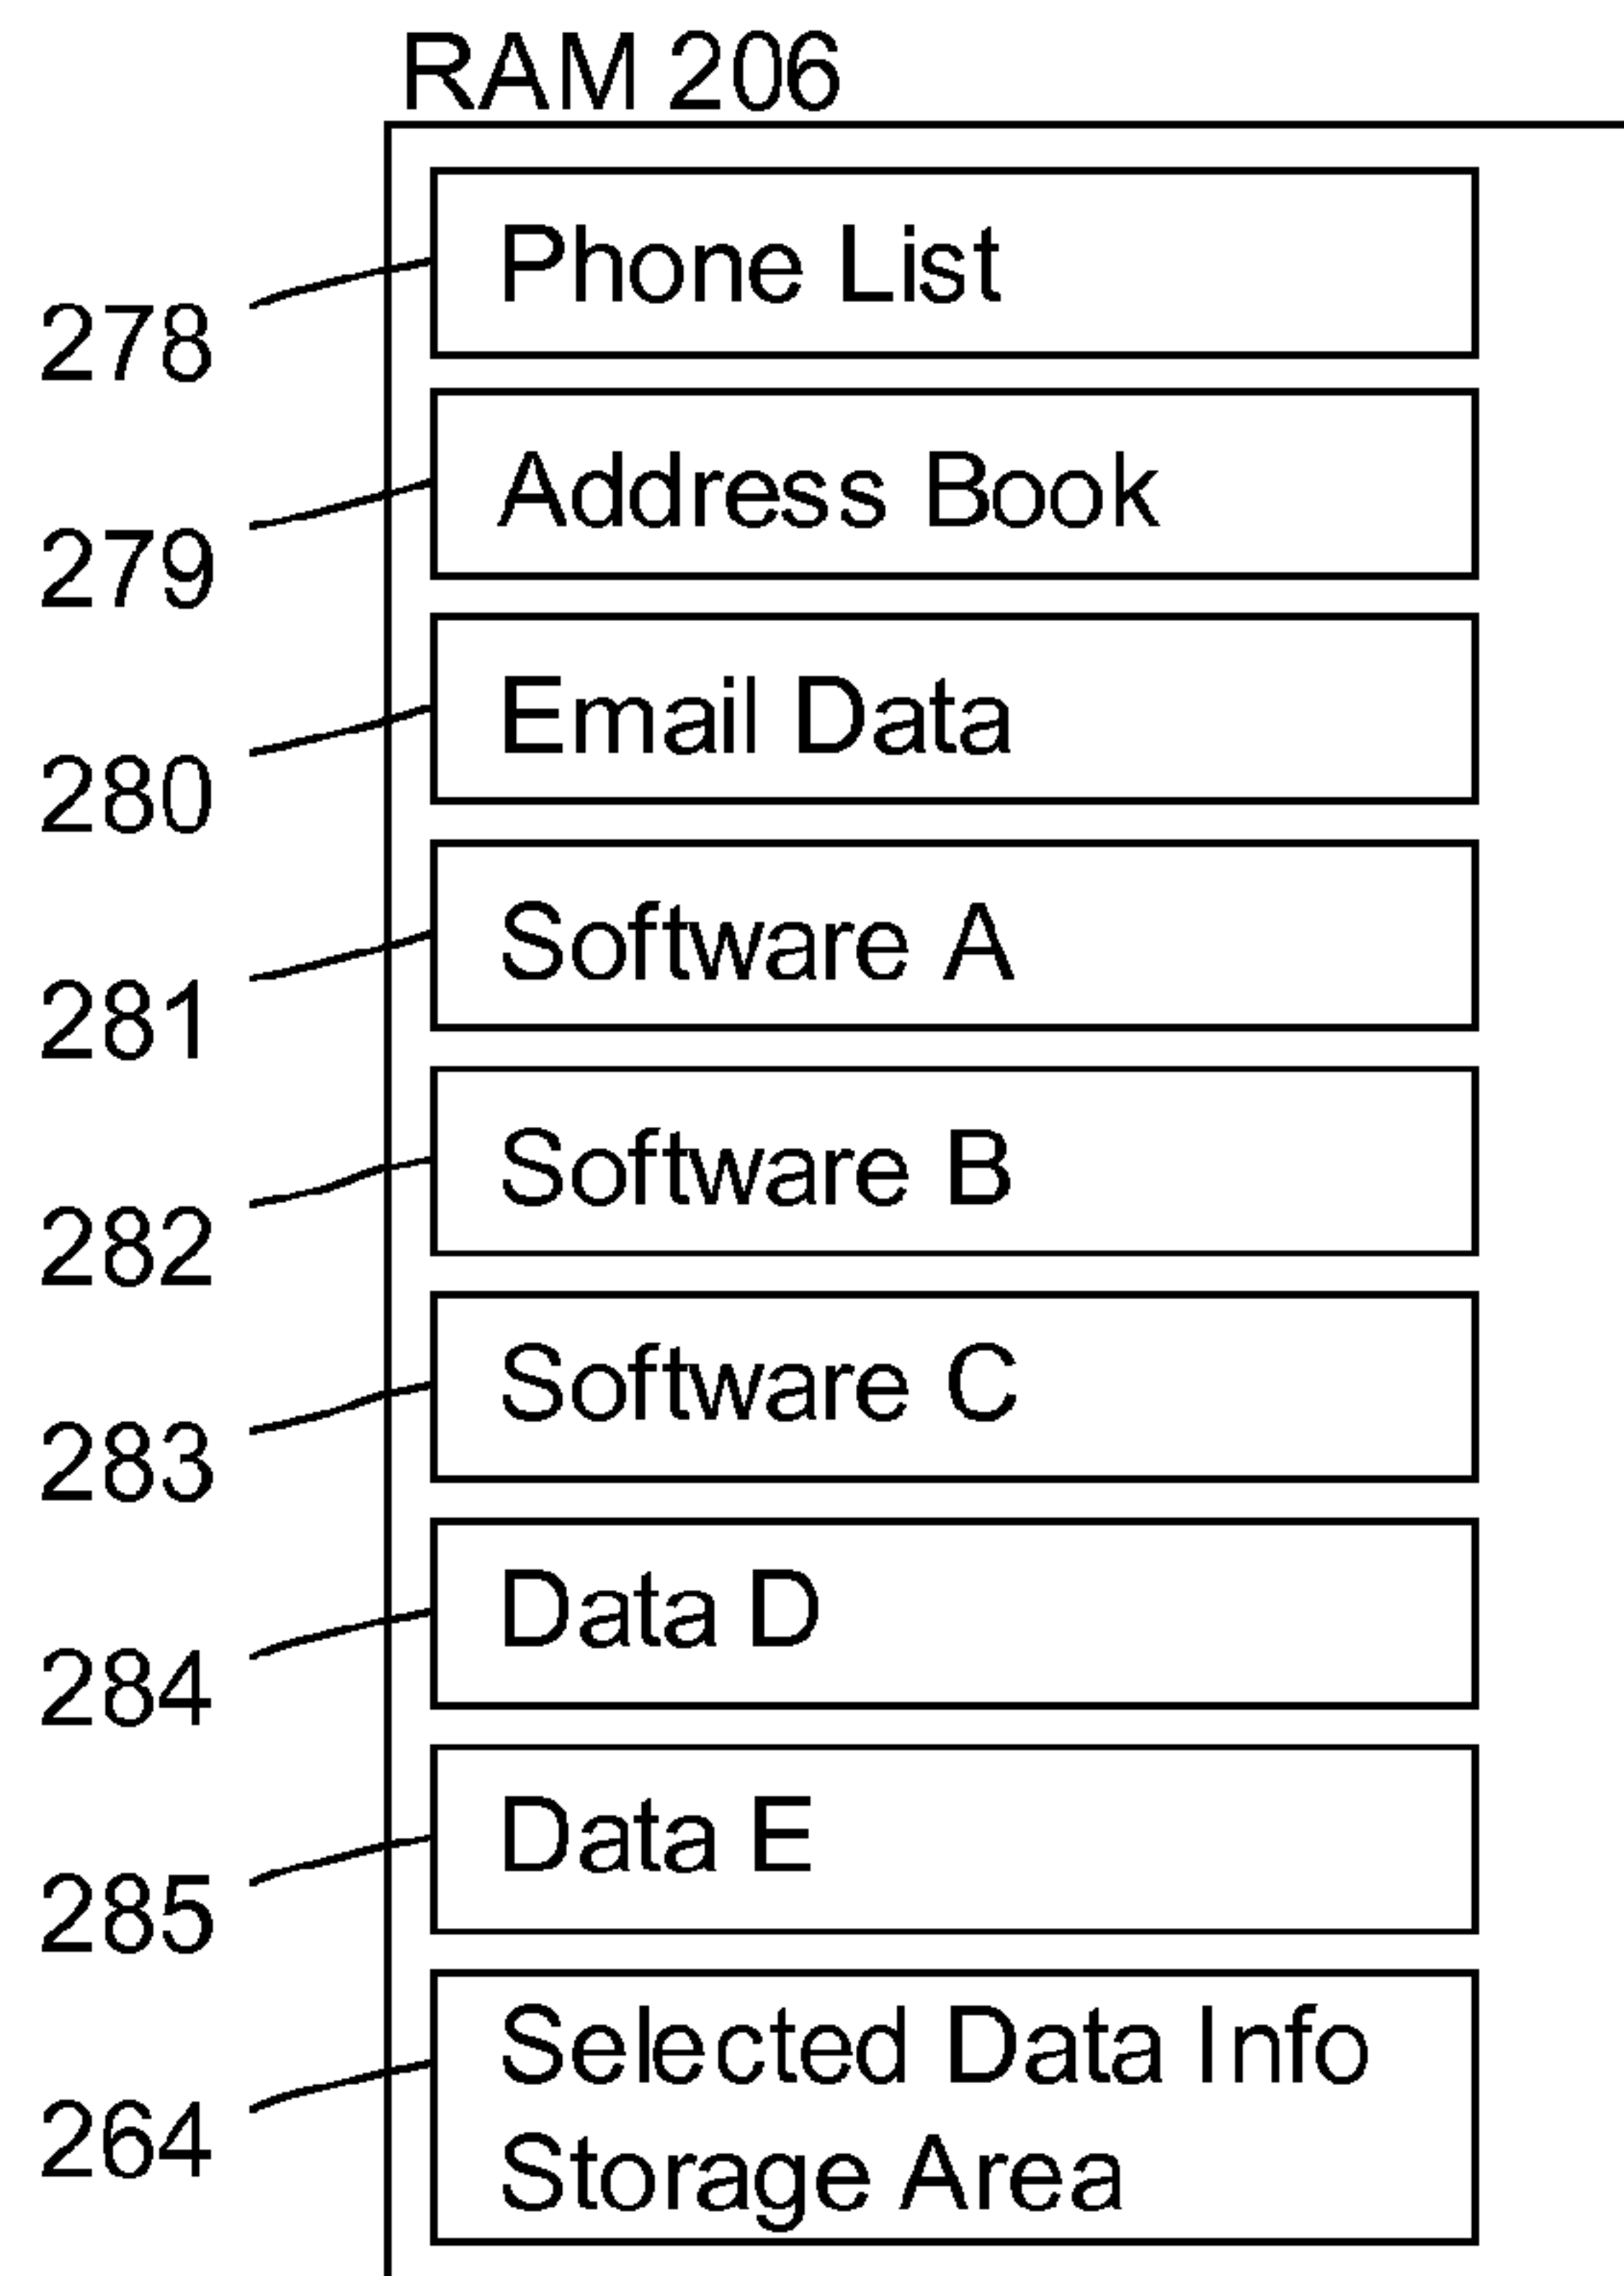 RAM 206
Phone List
278
Address Book
279
Email Data
280
Software A
281
Software B
282
Software C
283
Data D
284
Data E
285
Selected Data Info
264
Storage Area